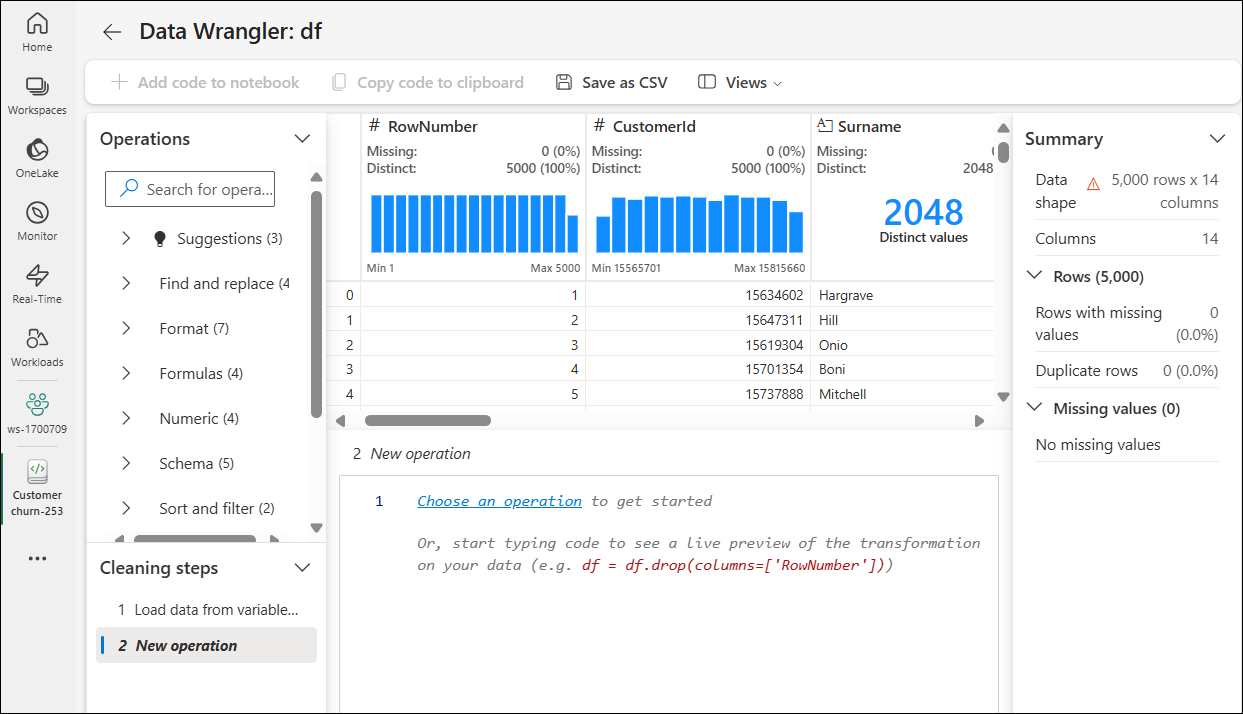 Home
Workspaces
OneLake
Monitor
Real-Time
Workloads
ws-1700709
Customer
churn-253
Data Wrangler: df
Add code to notebook
Copy code to clipboard
Save as CSV
Views
Operations
Search for opera...
Suggestions (3)
Find and replace (4
Format (7)
Formulas (4)
Numeric (4)
Schema (5)
Sort and filter (2)
Cleaning steps
1 Load data from variable...
2 New operation
# RowNumber
Missing: 0 (0%)
Distinct: 5000 (100%)
Min 1 Max 5000
# CustomerId
Missing: 0 (0%)
Distinct: 5000 (100%)
Min 15565701 Max 15815660
Surname
Missing: (
Distinct: 2048
2048
Distinct values
0 1 15634602 Hargrave
1 2 15647311 Hill
2 3 15619304 Onio
3 4 15701354 Boni
4 5 15737888 Mitchell
2 New operation
1 Choose an operation to get started
Or, start typing code to see a live preview of the transformation
on your data (e.g. df = df.drop(columns=['RowNumber']))
Summary
Data shape
5,000 rows x 14 columns
Columns 14
Rows (5,000)
Rows with missing values
0 (0.0%)
Duplicate rows 0 (0.0%)
Missing values (0)
No missing values